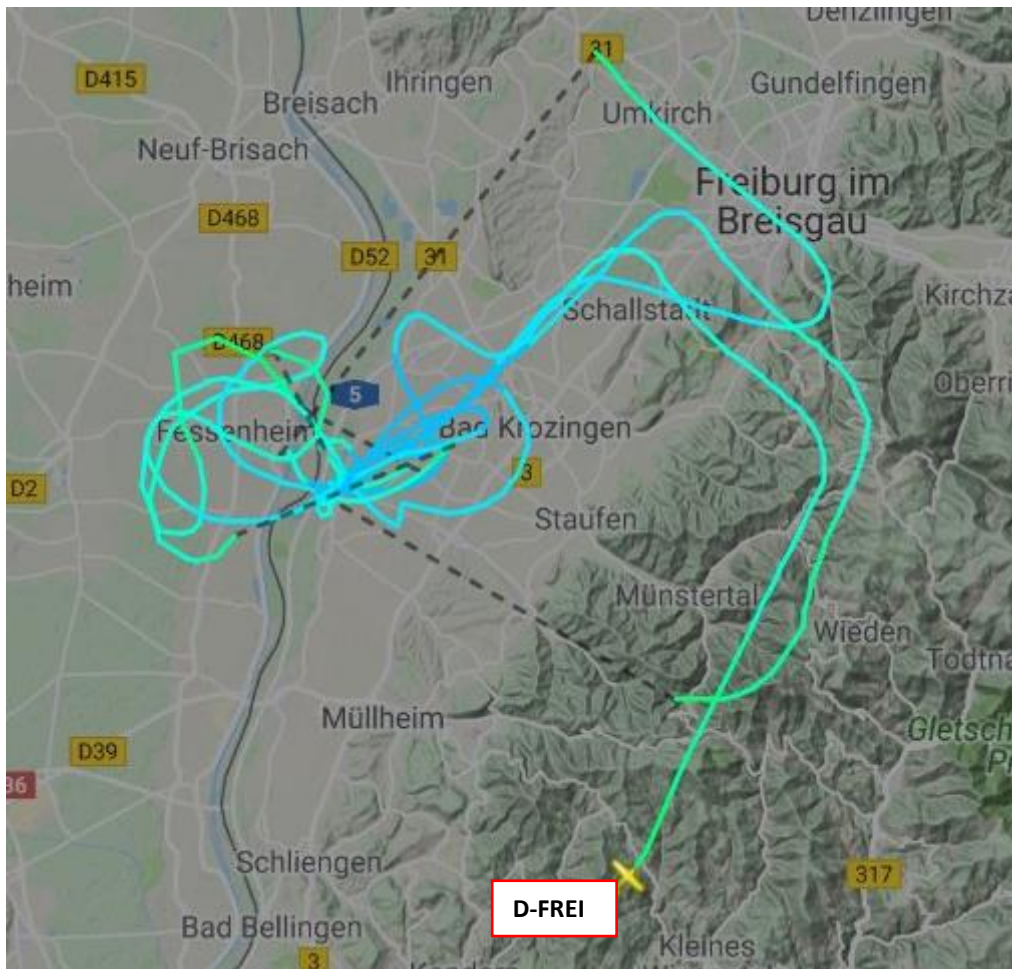 Denzlingen
31
D415
Ihringen
Gundelfingen
Breisach
Umkirch
Neuf-Brisach
Freiburg im
Breisgau
D468
D52
31
heim
Kirchza
Schallstadt
D468
5
Oberri
Fessenheim
Bad Krozingen
3
D2
Staufen
Münstertal
Wieden
Todtna
Müllheim
Gletsch
D39
Pr
36
Schliengen
317
D-FREI
Bad Bellingen
3
Kleines